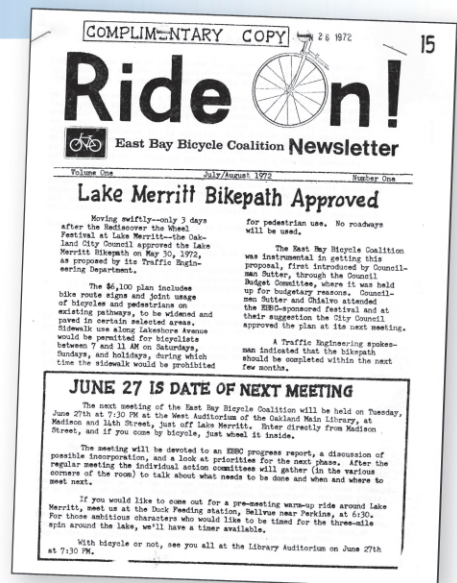 COMPLIMENTARY COPY
26 1972
15
Ride On!
East Bay Bicycle Coalition Newsletter
Volume One July/August 1972 Number One
Lake Merritt Bikepath Approved
Moving swiftly--only 3 days
after the Rediscover the Wheel
Festival at Lake Merritt--the Oak-
land City Council approved the Lake
Merritt Bikepath on May 30, 1972,
as proposed by its Traffic Engin-
eering Department.
The $6,100 plan includes
bike route signs and joint usage
of bicycles and pedestrians on
existing pathways, to be widened and
paved in certain selected areas.
Sidewalk use along Lakeshore Avenue
would be permitted for bicyclists
between 7 and 11 AM on Saturdays,
Sundays, and holidays, during which
time the sidewalk would be prohibited
for pedestrian use. No roadways
will be used.
The East Bay Bicycle Coalition
was instrumental in getting this
proposal, first introduced by Council-
man Sutter, through the Council
Budget Committee, where it was held
up for budgetary reasons. Council-
men Sutter and Chialvo attended
the EBBC-sponsored festival and at
their suggestion the City Council
approved the plan at its next meeting.
A Traffic Engineering spokes-
man indicated that the bikepath
should be completed within the next
few months.
JUNE 27 IS DATE OF NEXT MEETING
The next meeting of the East Bay Bicycle Coalition will be held on Tuesday,
June 27th at 7:30 PM at the West Auditorium of the Oakland Main Library, at
Madison and 14th Street, just off Lake Merritt. Enter directly from Madison
Street, and if you come by bicycle, just wheel it inside.
The meeting will be devoted to an EBBC progress report, a discussion of
possible incorporation, and a look at priorities for the next phase. After the
regular meeting the individual action committees will gather (in the various
corners of the room) to talk about what needs to be done and when and where to
meet next.
If you would like to come out for a pre-meeting warm-up ride around Lake
Merritt, meet us at the Duck Feeding station, Bellvue near Perkins, at 6:30.
For those ambitious characters who would like to be timed for the three-mile
spin around the lake, we'll have a timer available.
With bicycle or not, see you all at the Library Auditorium on June 27th
at 7:30 PM.